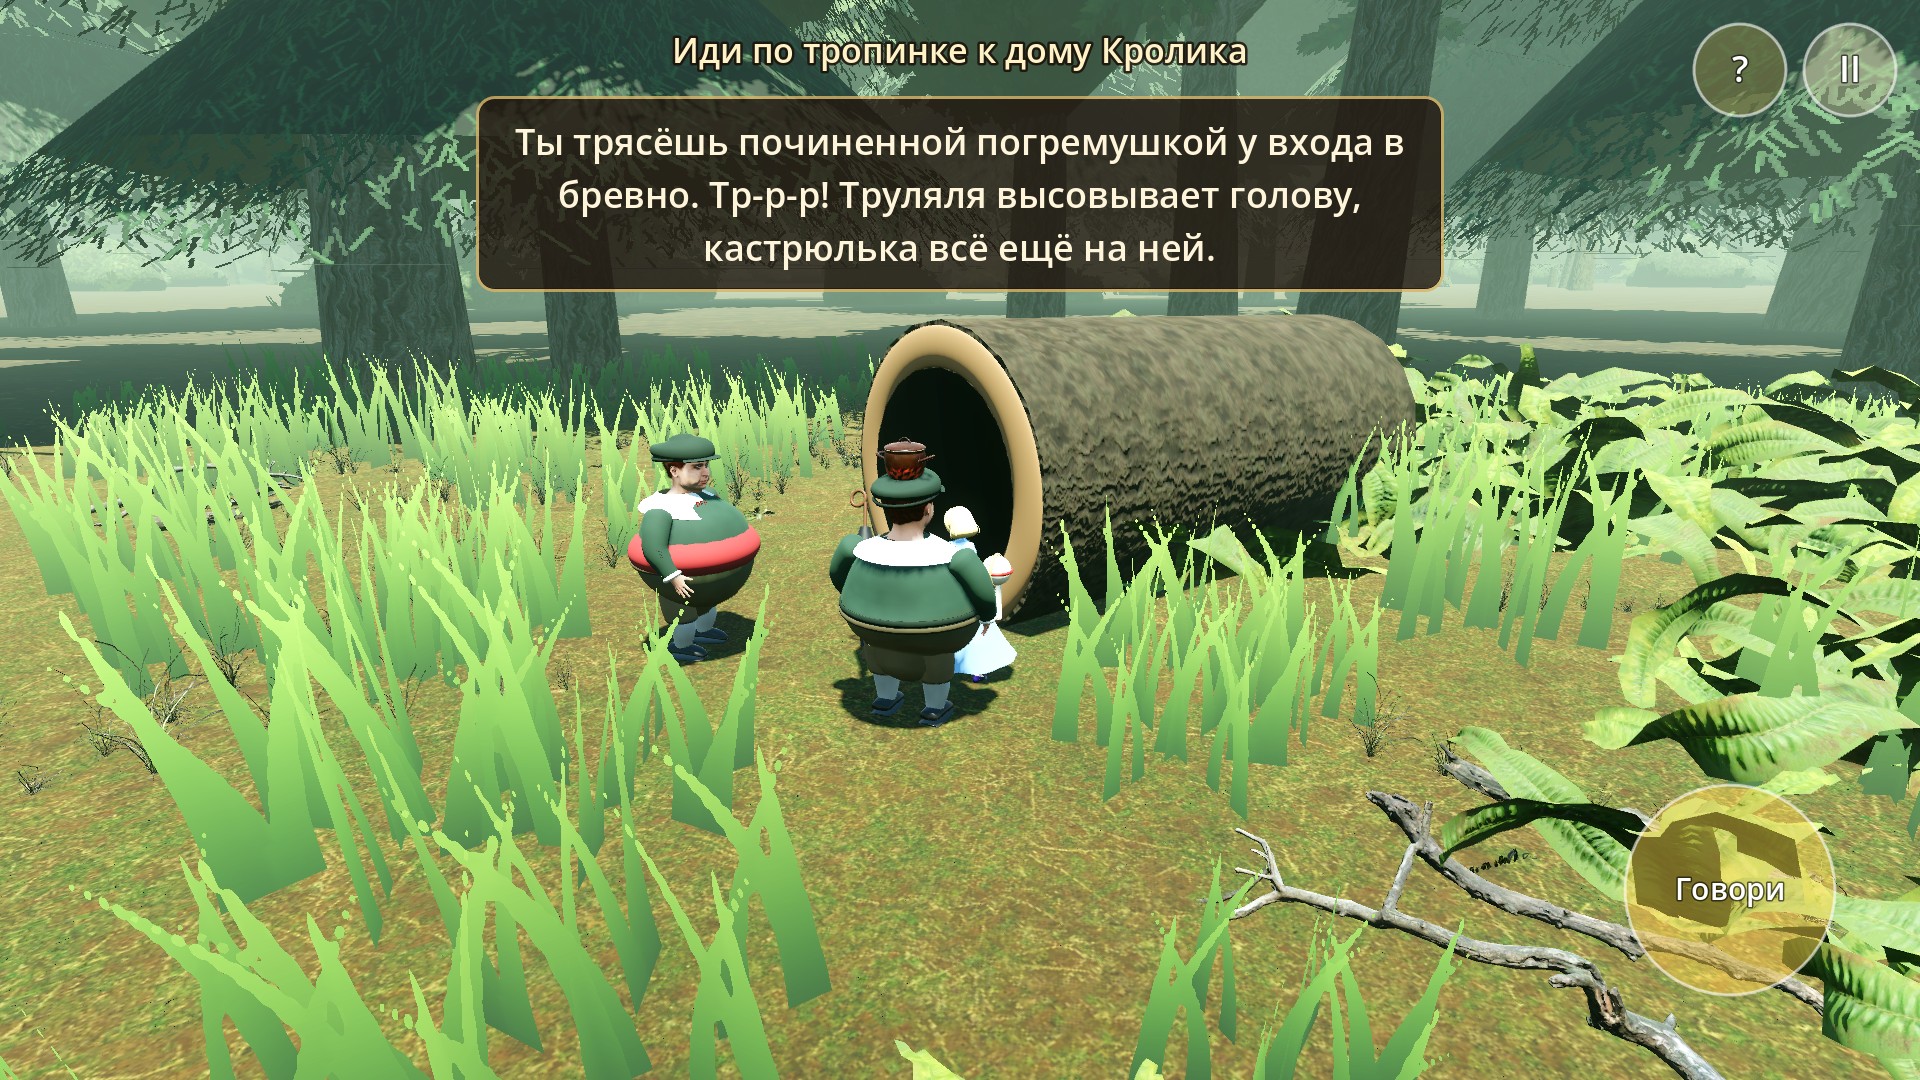 Иди по тропинке к дому Кролика
?
Ты трясёшь починенной погремушкой у входа в
бревно. Тр-р-р! Труляля высовывает голову,
кастрюлька всё ещё на ней.
Говори